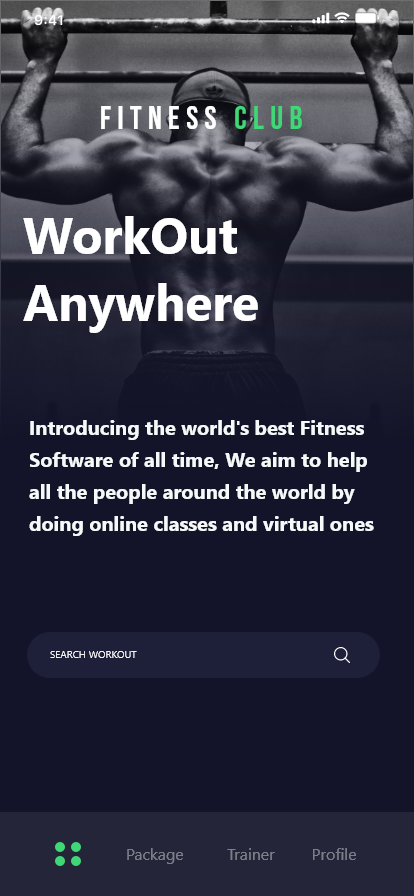 9:41
FITNESS CLUB
WorkOut
Anywhere
Introducing the world's best Fitness
Software of all time, We aim to help
all the people around the world by
doing online classes and virtual ones
SEARCH WORKOUT
Package Trainer Profile